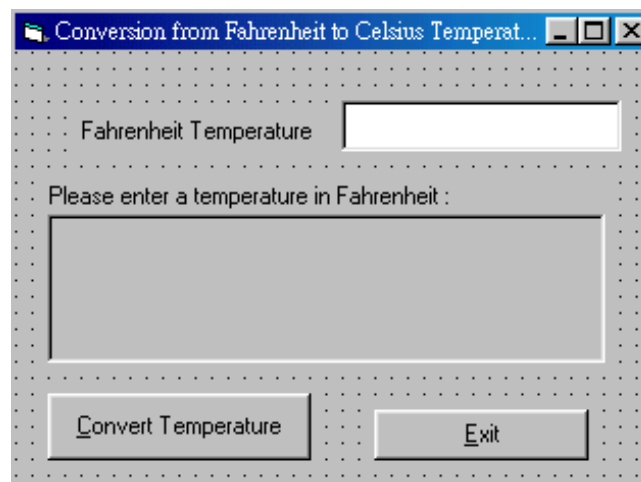 Conversion from Fahrenheit to Celsius Temperat...
Fahrenheit Temperature
Please enter a temperature in Fahrenheit :
Convert Temperature
Exit